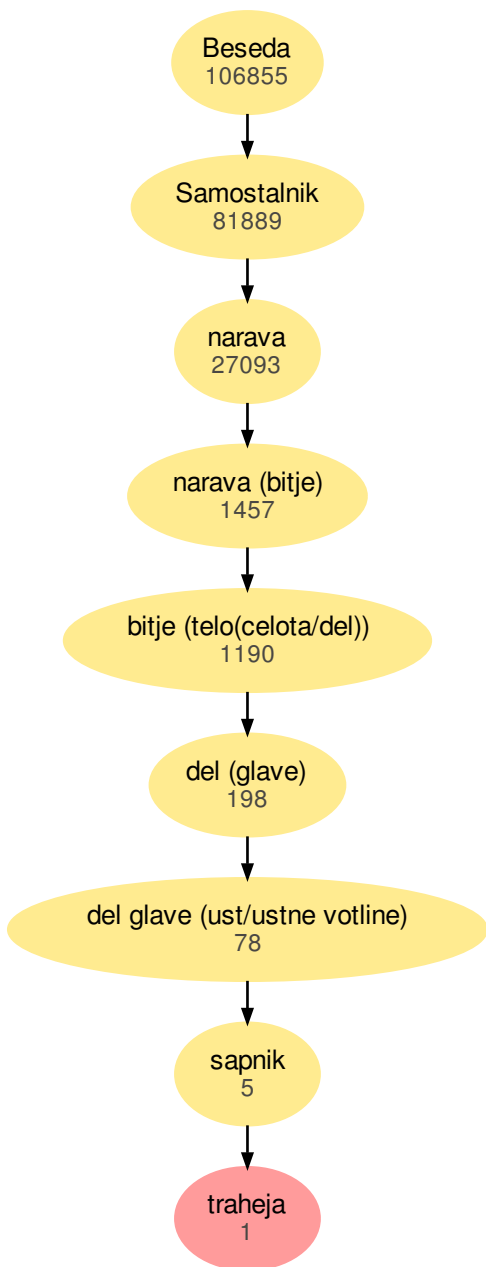 Beseda
106855
Samostalnik
81889
narava
27093
narava (bitje)
1457
bitje (telo(celota/del))
1190
del (glave)
198
del glave (ust/ustne votline)
78
sapnik
5
traheja
1